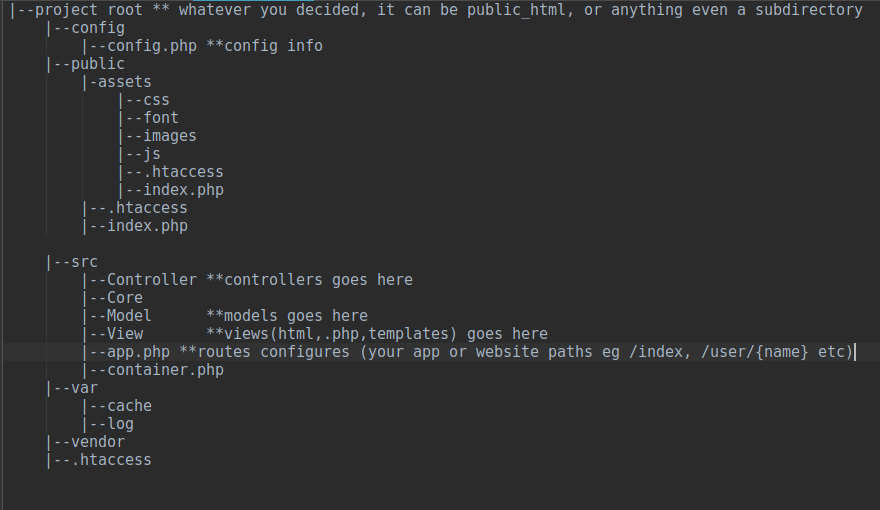 |--project root ** whatever you decided, it can be public_html, or anything even a subdirectory
    |--config
        |--config.php **config info
    |--public
        |-assets
            |--css
            |--font
            |--images
            |--js
            |--.htaccess
            |--index.php
        |--.htaccess
        |--index.php

    |--src
        |--Controller **controllers goes here
        |--Core
        |--Model      **models goes here
        |--View       **views(html,.php,templates) goes here
        |--app.php **routes configures (your app or website paths eg /index, /user/{name} etc)
        |--container.php
    |--var
        |--cache
        |--log
    |--vendor
    |--.htaccess